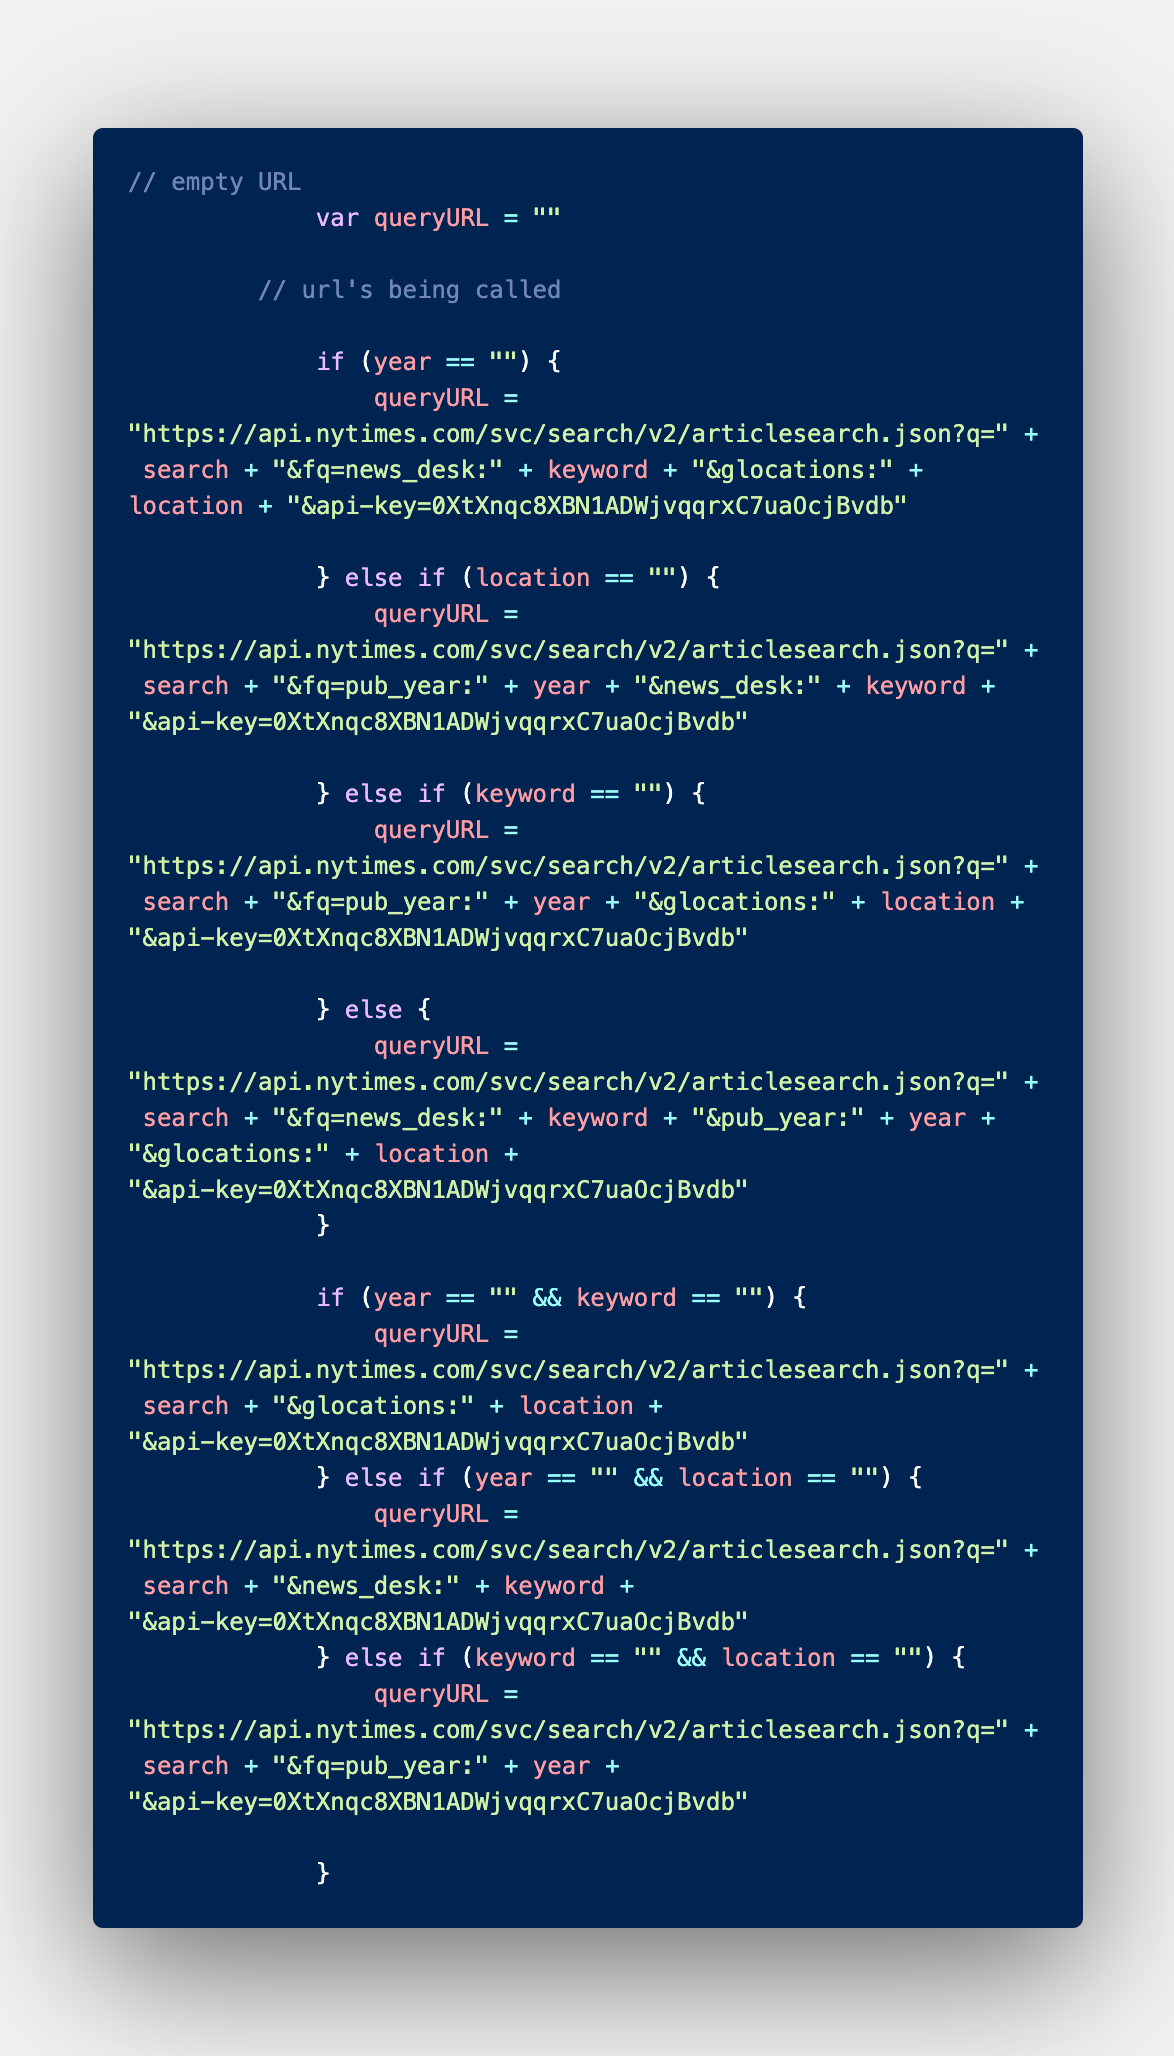 // empty URL
var queryURL = ""
// url's being called
if (year == "") {
queryURL =
"https://api.nytimes.com/svc/search/v2/articlesearch.json?q=" +
search + "&fq=news_desk:" + keyword + "&glocations:" +
location + "&api-key=0XtXnqc8XBN1ADWjvqqrxC7uaOcjBvdb"
} else if (location == "") {
queryURL =
"https://api.nytimes.com/svc/search/v2/articlesearch.json?q=" +
search + "&fq=pub_year:" + year + "&news_desk:" + keyword +
"&api-key=0XtXnqc8XBN1ADWjvqqrxC7uaOcjBvdb"
} else if (keyword == "") {
queryURL =
"https://api.nytimes.com/svc/search/v2/articlesearch.json?q=" +
search + "&fq=pub_year:" + year + "&glocations:" + location +
"&api-key=0XtXnqc8XBN1ADWjvqqrxC7uaOcjBvdb"
} else {
queryURL =
"https://api.nytimes.com/svc/search/v2/articlesearch.json?q=" +
search + "&fq=news_desk:" + keyword + "&pub_year:" + year +
"&glocations:" + location +
"&api-key=0XtXnqc8XBN1ADWjvqqrxC7uaOcjBvdb"
}
if (year == "" && keyword == "") {
queryURL =
"https://api.nytimes.com/svc/search/v2/articlesearch.json?q=" +
search + "&glocations:" + location +
"&api-key=0XtXnqc8XBN1ADWjvqqrxC7uaOcjBvdb"
} else if (year == "" && location == "") {
queryURL =
"https://api.nytimes.com/svc/search/v2/articlesearch.json?q=" +
search + "&news_desk:" + keyword +
"&api-key=0XtXnqc8XBN1ADWjvqqrxC7uaOcjBvdb"
} else if (keyword == "" && location == "") {
queryURL =
"https://api.nytimes.com/svc/search/v2/articlesearch.json?q=" +
search + "&fq=pub_year:" + year +
"&api-key=0XtXnqc8XBN1ADWjvqqrxC7uaOcjBvdb"
}